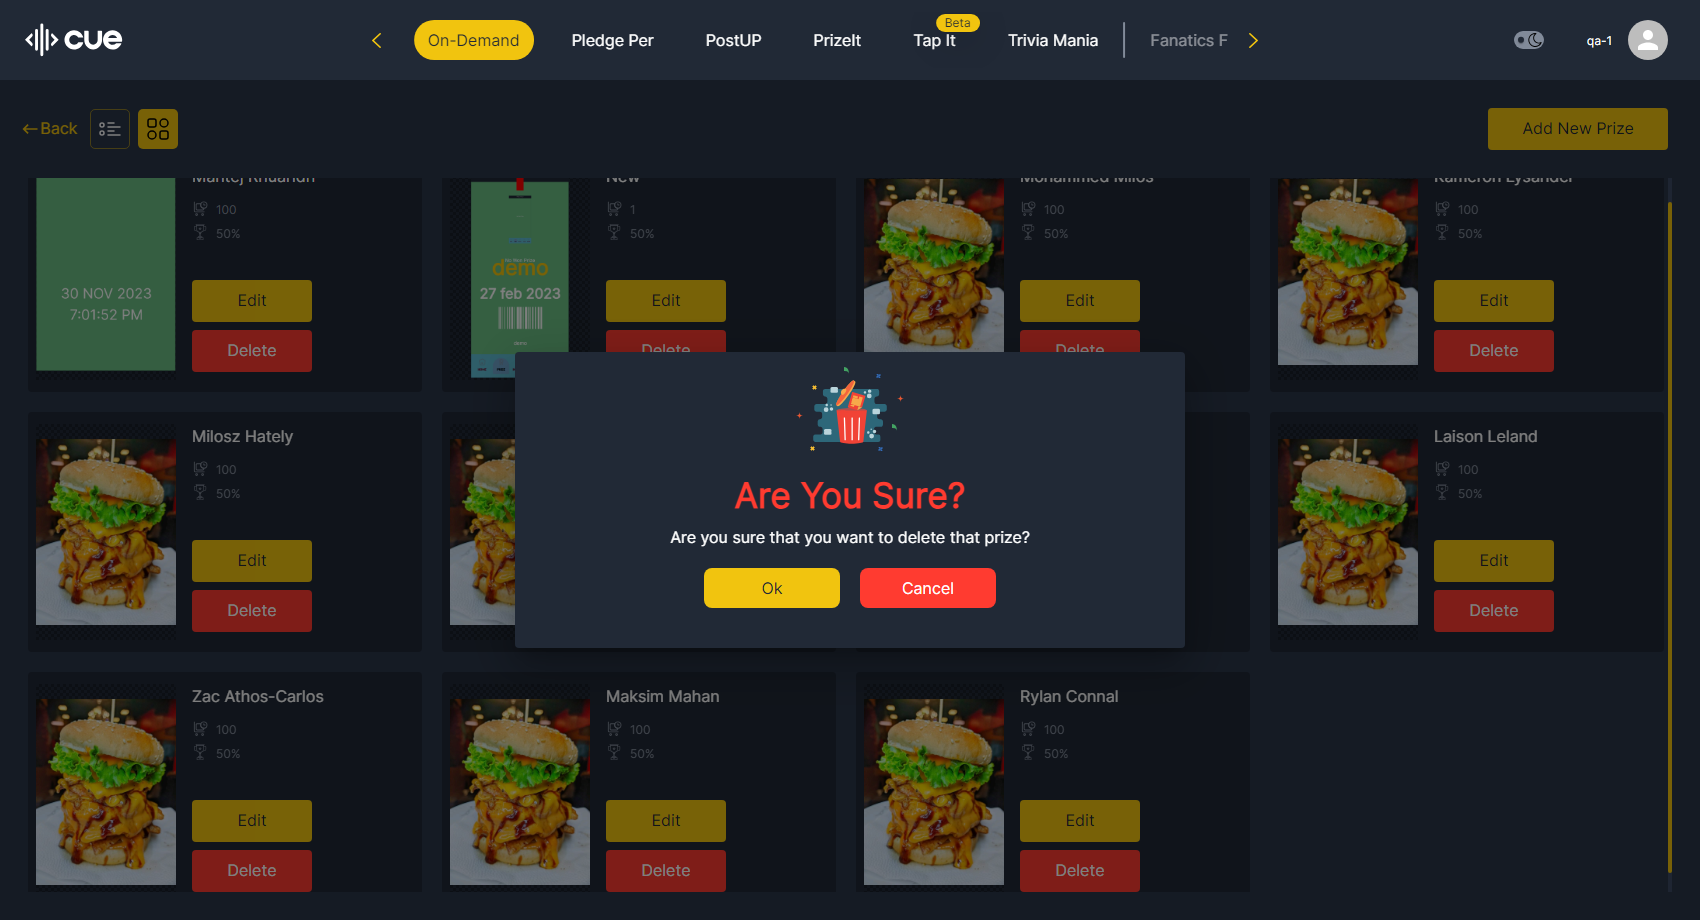 cue
On-Demand
Pledge Per
PostUP
PrizeIt
Tap It
Beta
Trivia Mania
Fanatics F
qa-1
Back
Add New Prize
30 NOV 2023
7:01:52 PM
100
50%
Edit
Delete
New
demo
27 feb 2023
1
50%
Edit
Delete
Mohammed Milos
100
50%
Edit
Delete
Kameron Lysander
100
50%
Edit
Delete
Are You Sure?
Are you sure that you want to delete that prize?
Ok
Cancel
Milosz Hately
100
50%
Edit
Delete
Laison Leland
100
50%
Edit
Delete
Zac Athos-Carlos
100
50%
Edit
Delete
Maksim Mahan
100
50%
Edit
Delete
Rylan Connal
100
50%
Edit
Delete